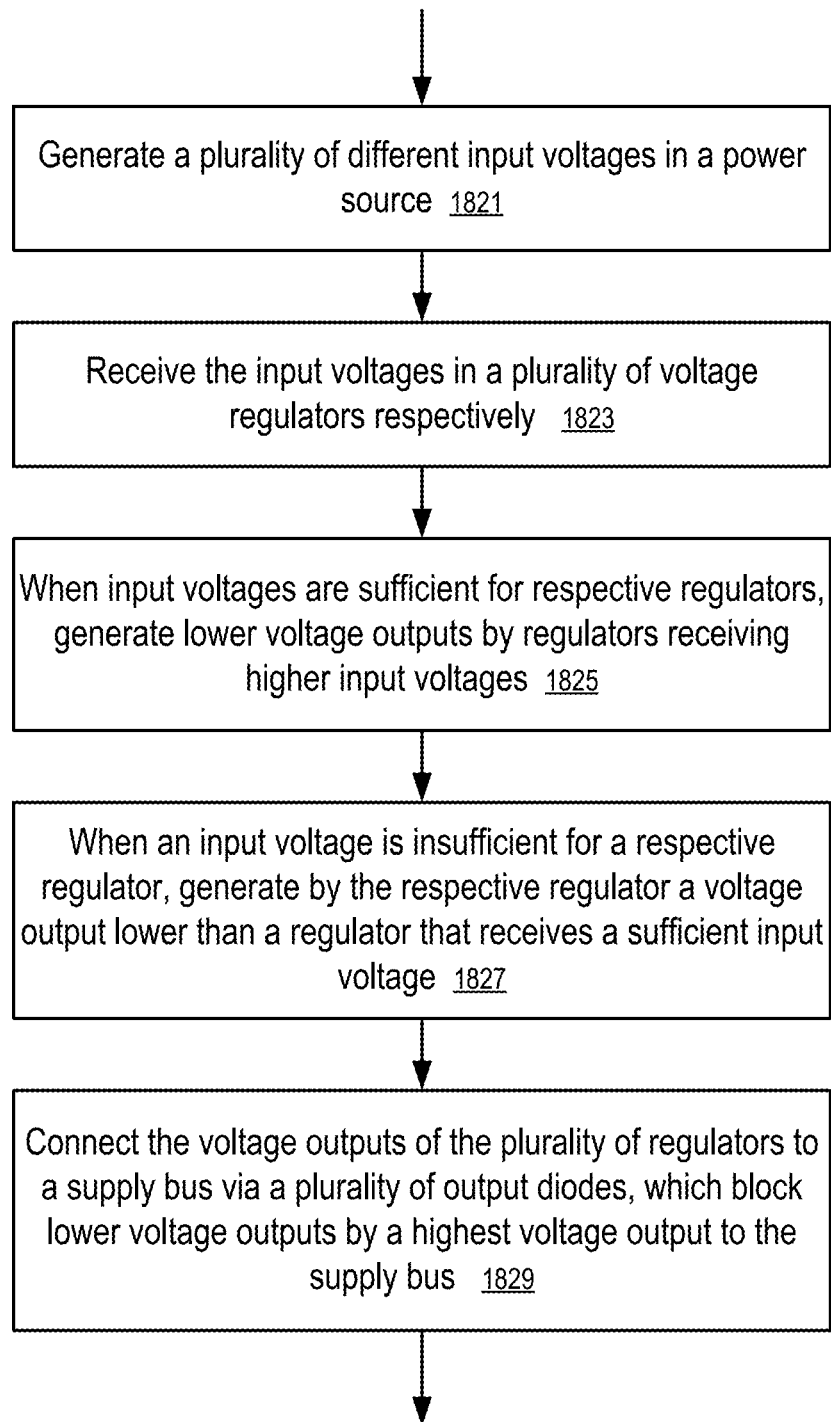 Generate a plurality of different input voltages in a power
source 1821
Receive the input voltages in a plurality of voltage
regulators respectively 1823
When input voltages are sufficient for respective regulators,
generate lower voltage outputs by regulators receiving
higher input voltages 1825
When an input voltage is insufficient for a respective
regulator, generate by the respective regulator a voltage
output lower than a regulator that receives a sufficient input
voltage 1827
Connect the voltage outputs of the plurality of regulators to
a supply bus via a plurality of output diodes, which block
lower voltage outputs by a highest voltage output to the
supply bus 1829